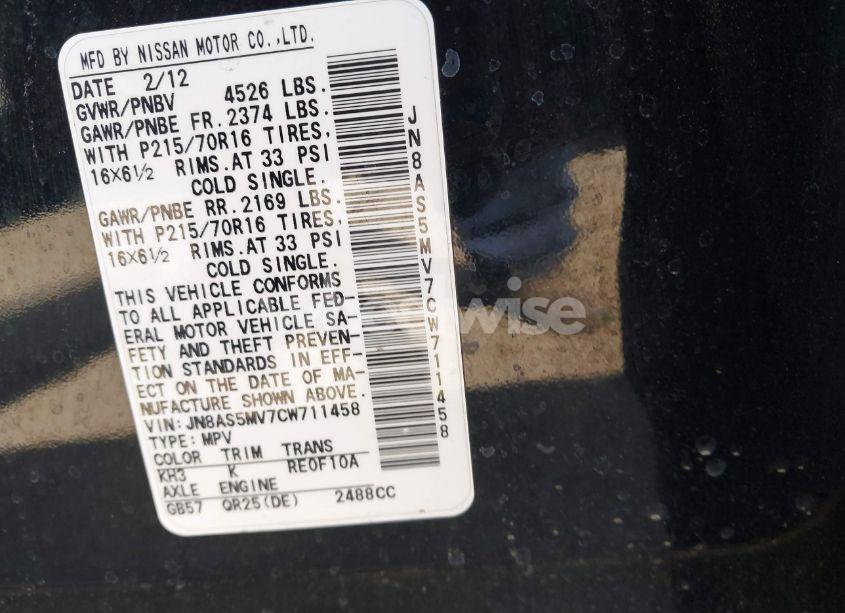 MFD BY NISSAN MOTOR CO.,LTD.
DATE 2/12
GVWR/PNBV 4526 LBS.
GAWR/PNBE FR. 2374 LBS.
WITH P215/70R16 TIRES,
16X6½ RIMS.AT 33 PSI
COLD SINGLE.
GAWR/PNBE RR. 2169 LBS.
WITH P215/70R16 TIRES,
16X6½ RIMS.AT 33 PSI
COLD SINGLE.
THIS VEHICLE CONFORMS
TO ALL APPLICABLE FED-
ERAL MOTOR VEHICLE SA-
FETY AND THEFT PREVEN-
TION STANDARDS IN EFF-
ECT ON THE DATE OF MA-
NUFACTURE SHOWN ABOVE.
VIN: JN8AS5MV7CW711458
TYPE: MPV
COLOR TRIM TRANS
KH3 K RE0F10A
AXLE ENGINE
GB57 QR25(DE) 2488CC
JN8AS5MV7CW711458
wise